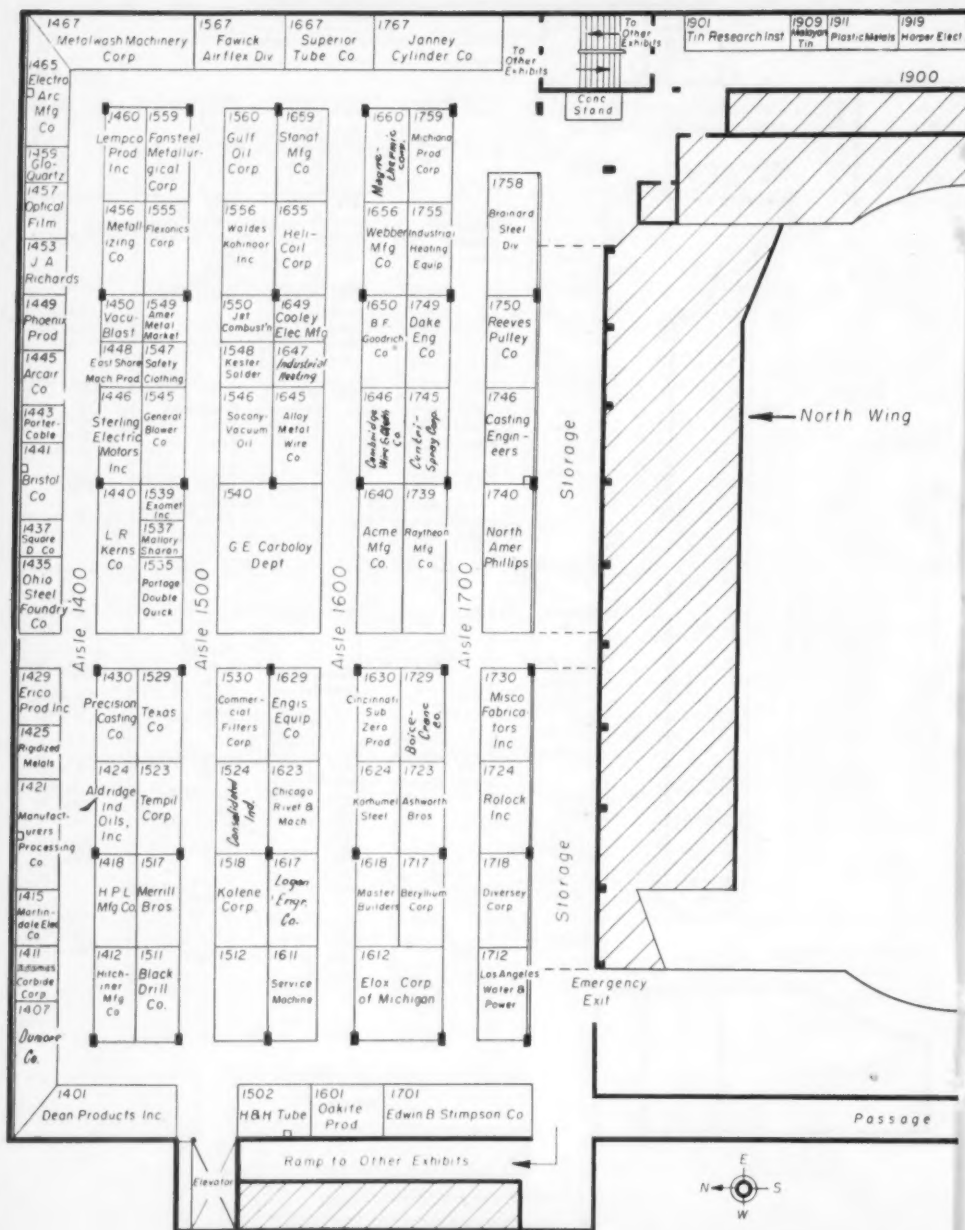 1467
Metalwash Machinery
Corp
1567
Fawick
Airflex Div
1667
Superior
Tube Co
1767
Janney
Cylinder Co
To
Other
Exhibits
To
Other
Exhibits
Conc
Stand
1901
Tin Research Inst
1909
Malayan
Tin
1911
Plastic Metals
1919
Harper Elect
1900
1465
Electro
Arc
Mfg
Co
1459
Glo-
Quartz
1457
Optical
Film
1453
J A
Richards
1449
Phoenix
Prod
1445
Arcair
Co
1443
Porter-
Cable
1441
Bristol
Co
1437
Square
D Co
1435
Ohio
Steel
Foundry
Co
1429
Erico
Prod Inc
1425
Rigidized
Metals
1421
Manufact-
urers
Processing
Co
1415
Martin-
dale Elec
Co
1411
Carbide
Corp
1407
Dumore
Co.
1401
Dean Products Inc.
Aisle 1400
1460
Lempco
Prod
Inc
1559
Fansteel
Metallur-
gical
Corp
1456
Metall-
izing
Co
1555
Flexonics
Corp
1450
Vacu-
Blast
1549
Amer
Metal
Market
1448
East Shore
Mach Prod
1547
Safety
Clothing
1446
Sterling
Electric
Motors
Inc
1545
General
Blower
Co
1440
L R
Kerns
Co
1539
Exomet
Inc
1537
Mallory
Sharon
1535
Portage
Double
Quick
1430
Precision
Casting
Co
1529
Texas
Co
1424
Aldridge
Ind
Oils,
Inc
1523
Tempil
Corp
1418
H P L
Mfg Co
1517
Merrill
Bros
1412
Hitch-
iner
Mfg
Co
1511
Black
Drill
Co.
Aisle 1500
1560
Gulf
Oil
Corp
1659
Stanat
Mfg
Co
1556
Waldes
Kohinoor
Inc
1655
Heli-
Coil
Corp
1550
Jet
Combust'n
1649
Cooley
Elec Mfg
1548
Kester
Solder
1647
Industrial
Heating
1546
Socony-
Vacuum
Oil
1645
Alloy
Metal
Wire
Co
1540
G E Carboloy
Dept
1530
Commer-
cial
Filters
Corp
1629
Engis
Equip
Co
1524
Consolidated
Ind.
1623
Chicago
Rivet &
Mach
1518
Kolene
Corp
1617
Logan
Engr.
Co.
1512
1611
Service
Machine
Aisle 1600
1660
Magne-
thermic
Corp.
1759
Michiana
Prod
Corp
1656
Webber
Mfg
Co
1755
Industrial
Heating
Equip
1650
B.F.
Goodrich
Co
1749
Dake
Eng
Co
1646
Cambridge
Wire Cloth
Co
1745
Centri-
Spray Corp.
1640
Acme
Mfg
Co.
1739
Raytheon
Mfg
Co
1630
Cincinnati
Sub
Zero
Prod
1729
Boice-
Crane
Co.
1624
Karhumel
Steel
1723
Ashworth
Bros
1618
Master
Builders
1717
Beryllium
Corp
1612
Elox Corp
of Michigan
Aisle 1700
1758
Brainard
Steel
Div
1750
Reeves
Pulley
Co
1746
Casting
Engin-
eers
1740
North
Amer
Phillips
1730
Misco
Fabrica-
tors
Inc
1724
Rolock
Inc
1718
Diversey
Corp
1712
Los Angeles
Water &
Power
Storage
Storage
North Wing
Emergency
Exit
1502
H&H Tube
1601
Oakite
Prod
1701
Edwin B Stimpson Co
Passage
Ramp to Other Exhibits
Elevator
E
N
S
W